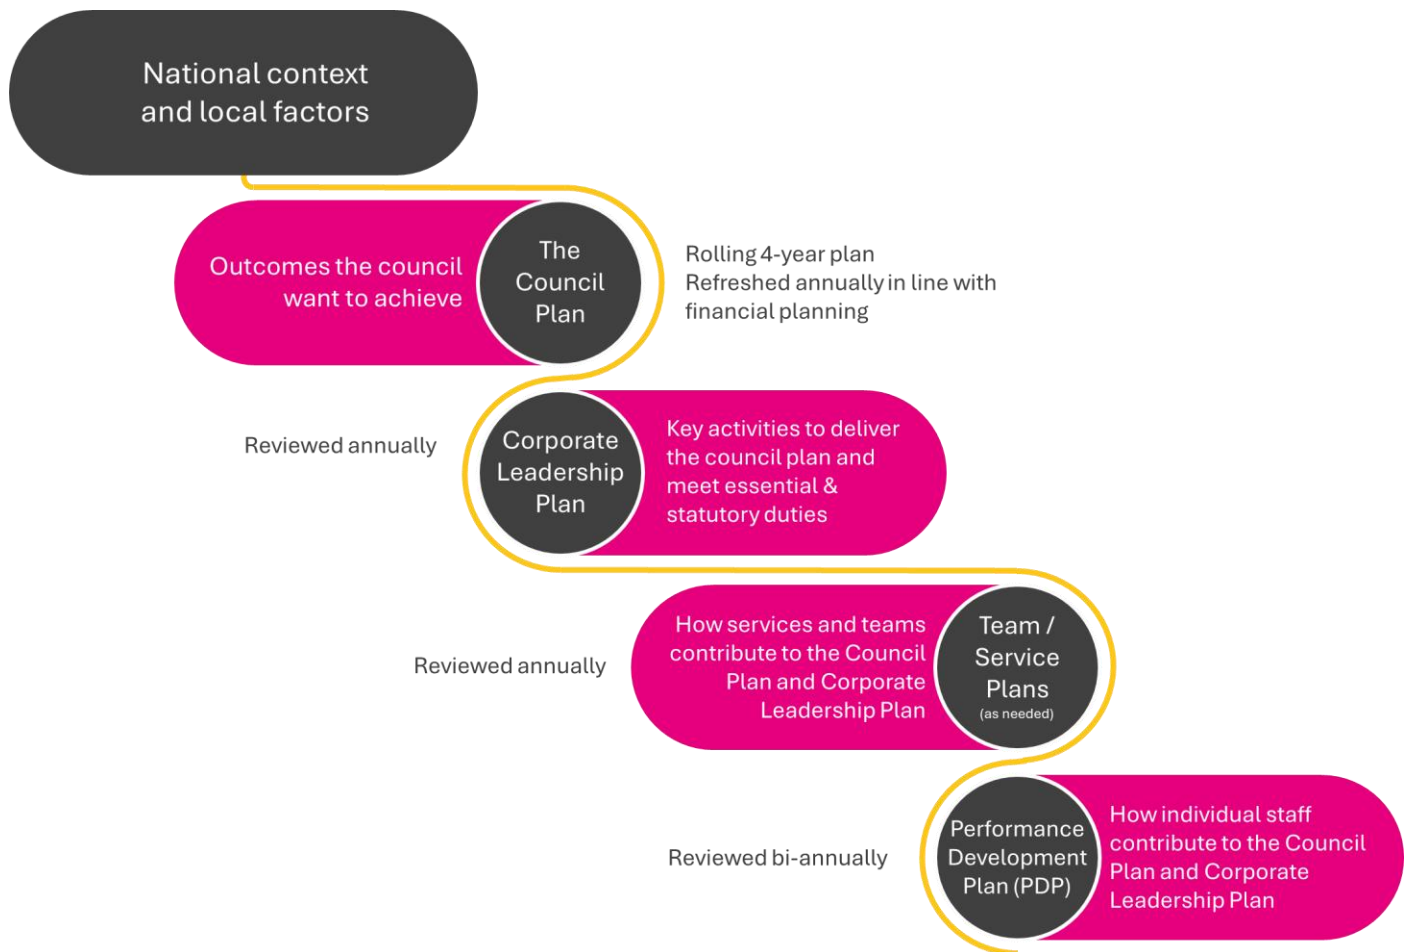 National context
and local factors
Outcomes the council
want to achieve
The
Council
Plan
Rolling 4-year plan
Refreshed annually in line with
financial planning
Reviewed annually
Corporate
Leadership
Plan
Key activities to deliver
the council plan and
meet essential &
statutory duties
Reviewed annually
How services and teams
contribute to the Council
Plan and Corporate
Leadership Plan
Team /
Service
Plans
(as needed)
Reviewed bi-annually
Performance
Development
Plan (PDP)
How individual staff
contribute to the Council
Plan and Corporate
Leadership Plan